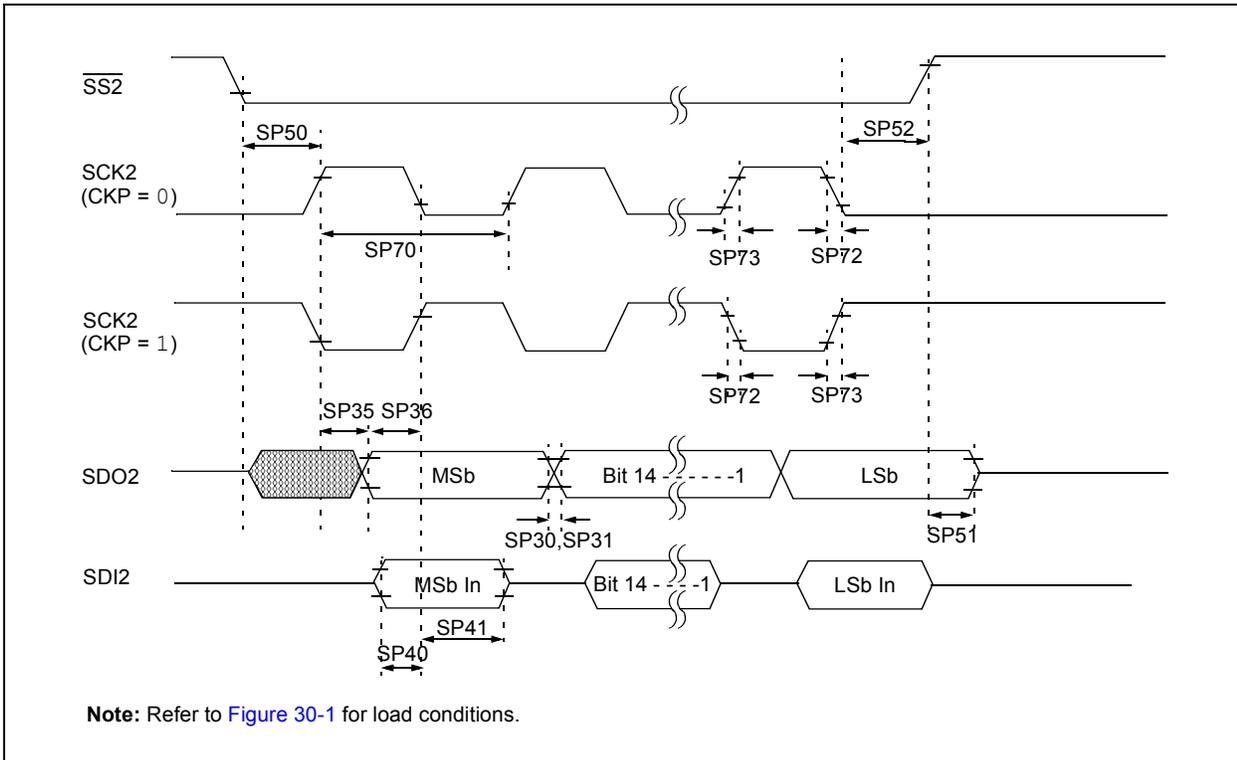 SS2
SP50
SP52
SCK2
(CKP = 0)
SP70
SP73
SP72
SCK2
(CKP = 1)
SP72
SP73
SP35
SP36
SDO2
MSb
Bit 14 - - - - - -1
LSb
SP30,SP31
SP51
SDI2
MSb In
Bit 14 - - - -1
LSb In
SP41
SP40
Note: Refer to Figure 30-1 for load conditions.